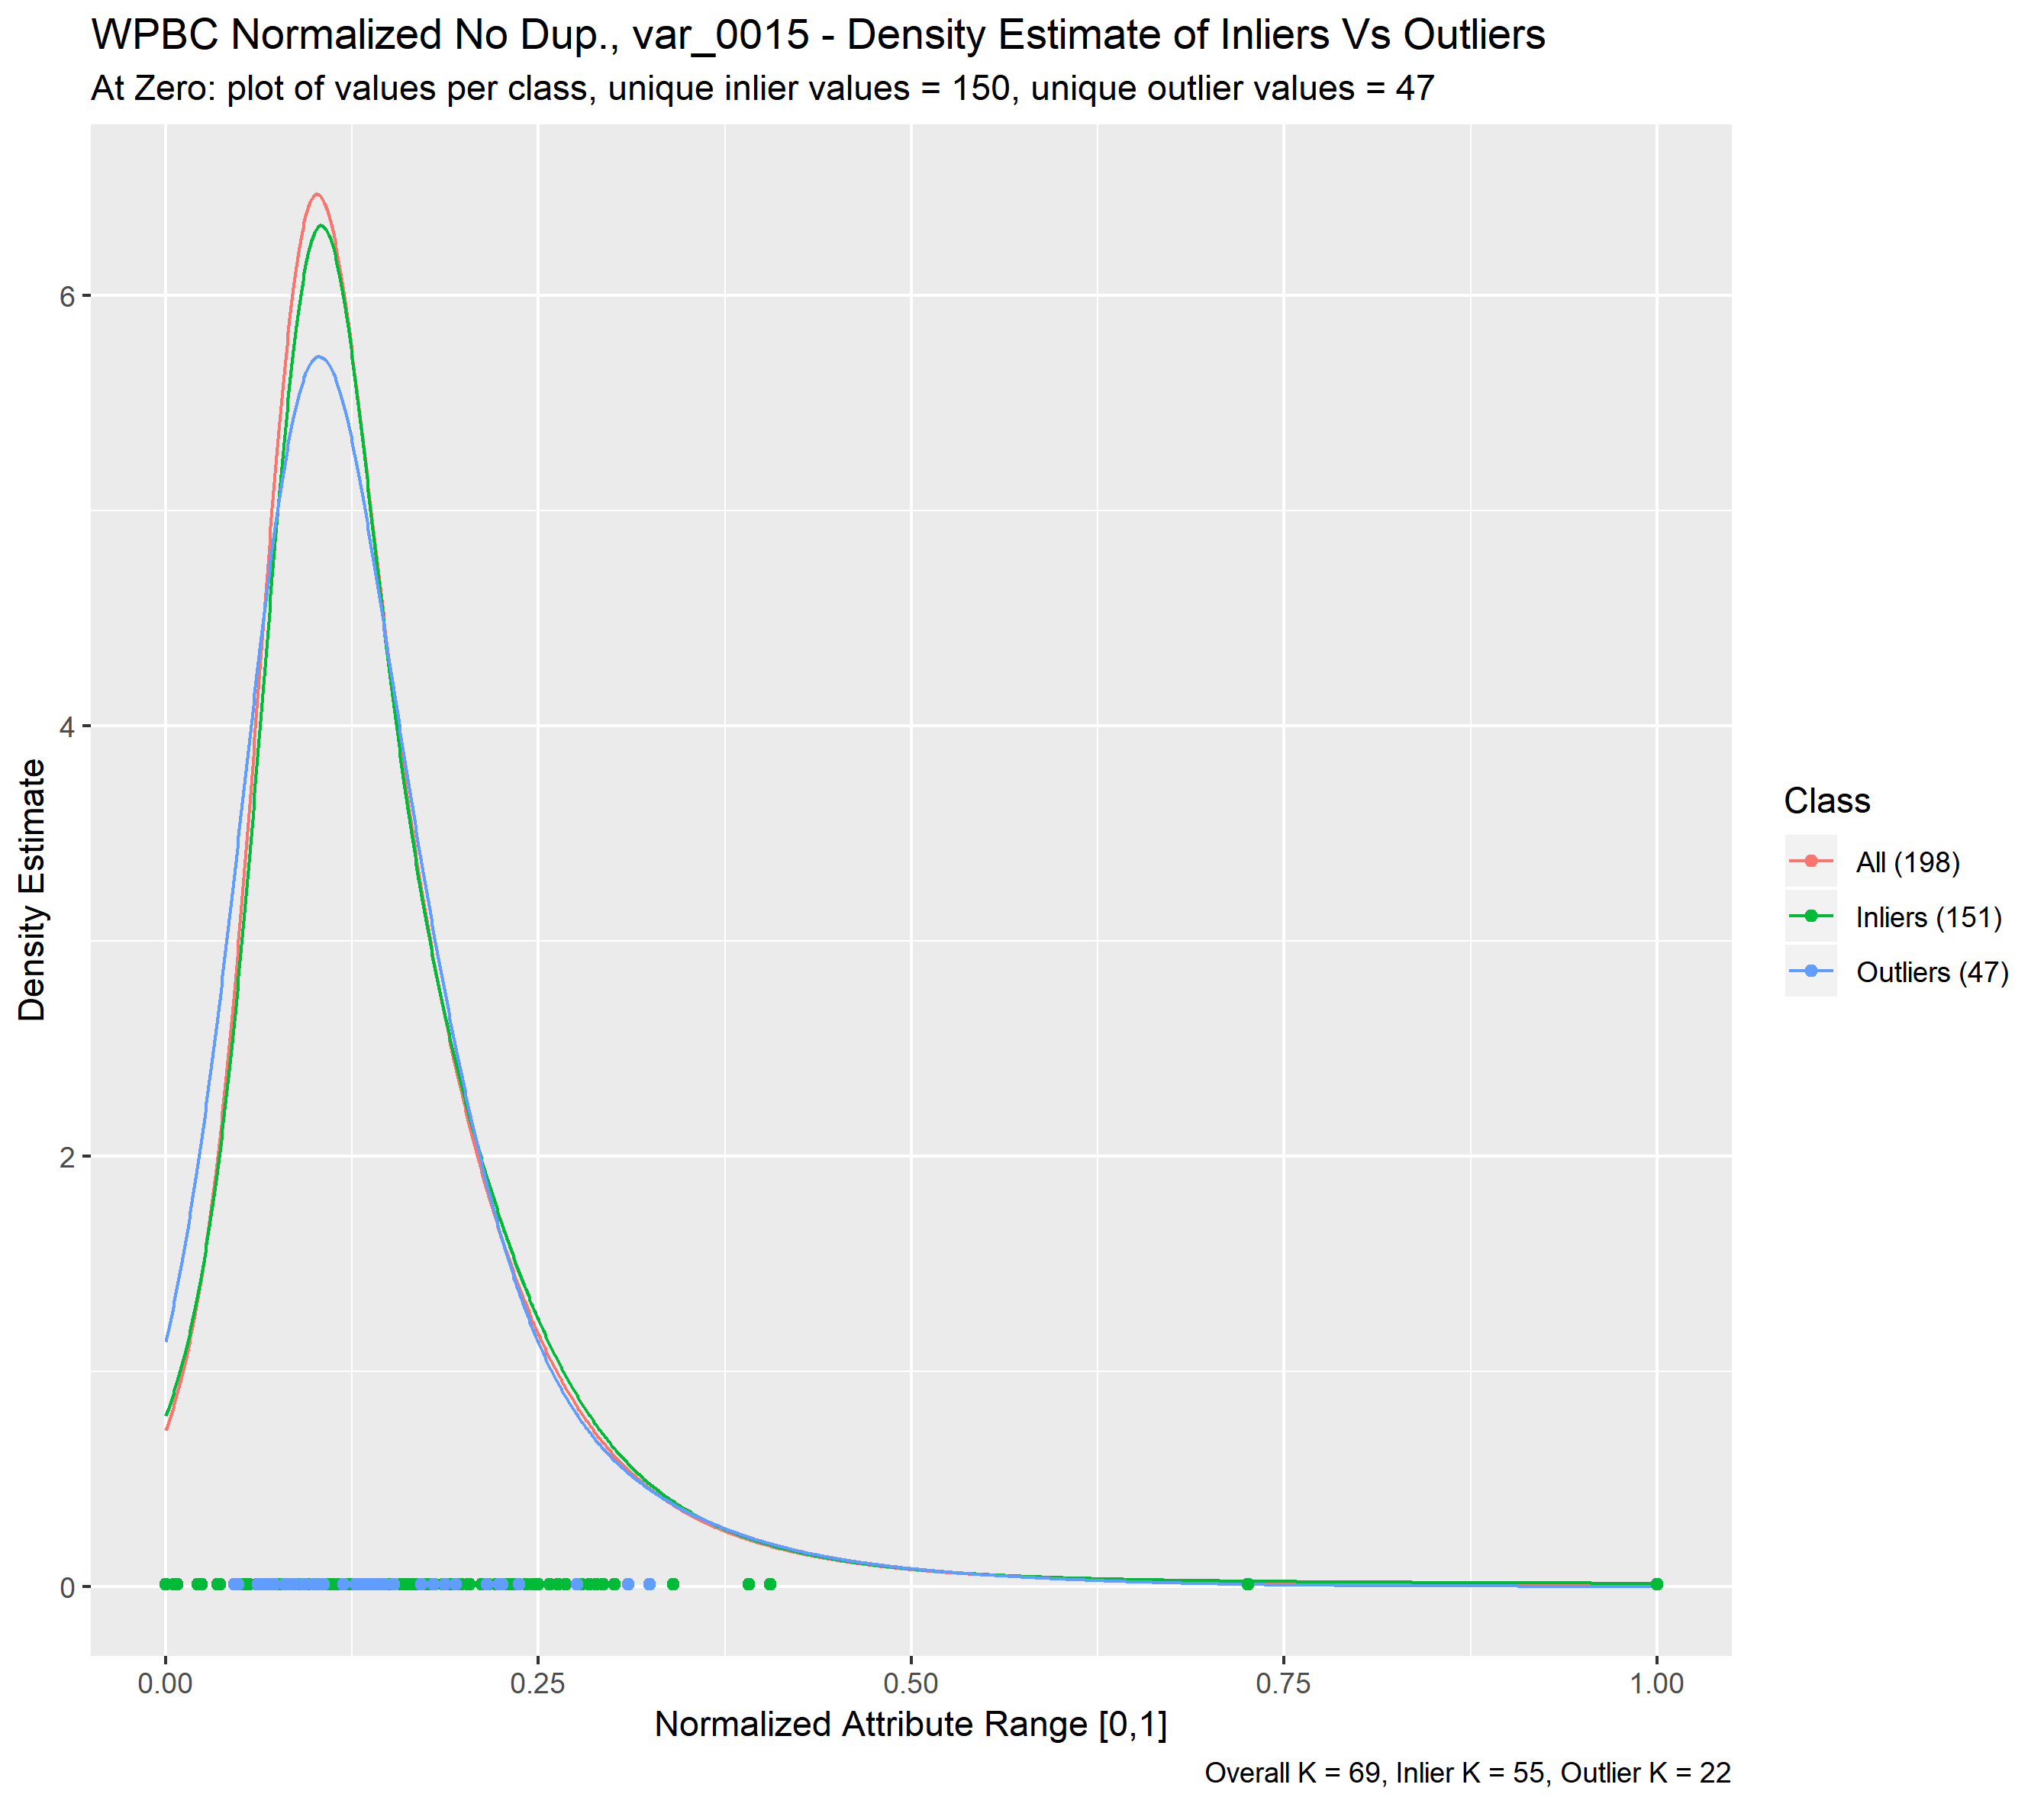 WPBC Normalized No Dup., var_0015 - Density Estimate of Inliers Vs Outliers
At Zero: plot of values per class, unique inlier values = 150, unique outlier values = 47
Density Estimate
6
4
2
0
0.00
0.25
0.50
0.75
1.00
Normalized Attribute Range [0,1]
Overall K = 69, Inlier K = 55, Outlier K = 22
Class
All (198)
Inliers (151)
Outliers (47)